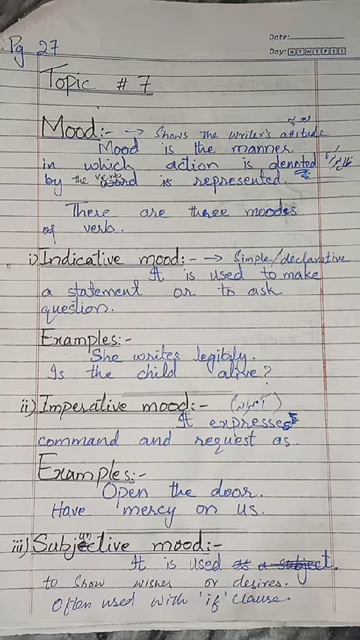 Pg 27
Date:
Day: M T W T F S S
Topic # 7
Mood:- → Shows the writer's attitude
Mood is the manner
in which action is denoted
by the verb is represented.
There are three moodes
of verb.
i) Indicative mood:- → Simple/declarative
It is used to make
a statement or to ask
question.
Examples:-
She writes legibily.
Is the child alive?
ii) Imperative mood:-
It expresses
command and request as.
Examples:-
Open the door.
Have mercy on us.
iii) Subjective mood:-
It is used as a subject.
to show wishes or desires.
Often used with 'if' clause.